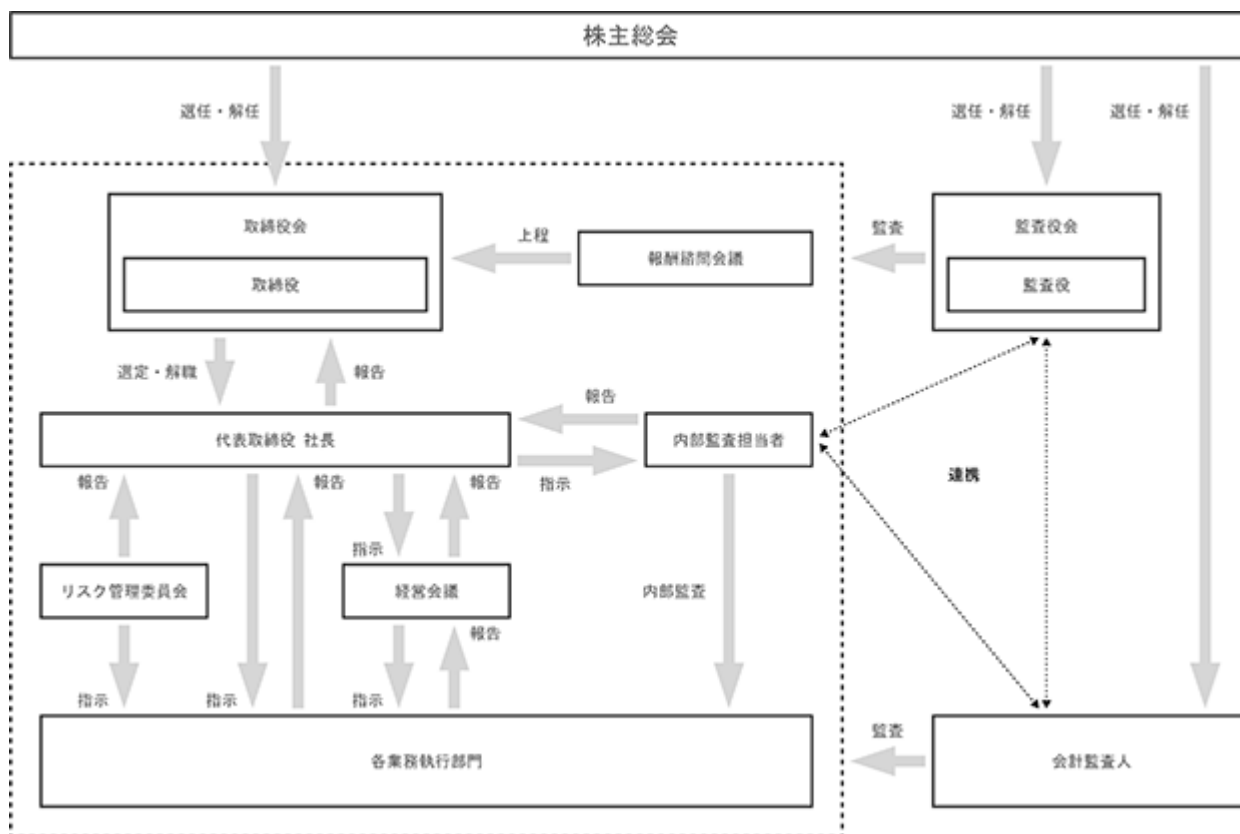 株主総会
選任・解任
選任・解任
選任・解任
取締役会
取締役
上程
報酬諮問会議
監査
監査役会
監査役
選定・解職
報告
報告
代表取締役 社長
内部監査担当者
指示
連携
報告
報告
報告
指示
リスク管理委員会
経営会議
内部監査
報告
指示
指示
指示
各業務執行部門
監査
会計監査人